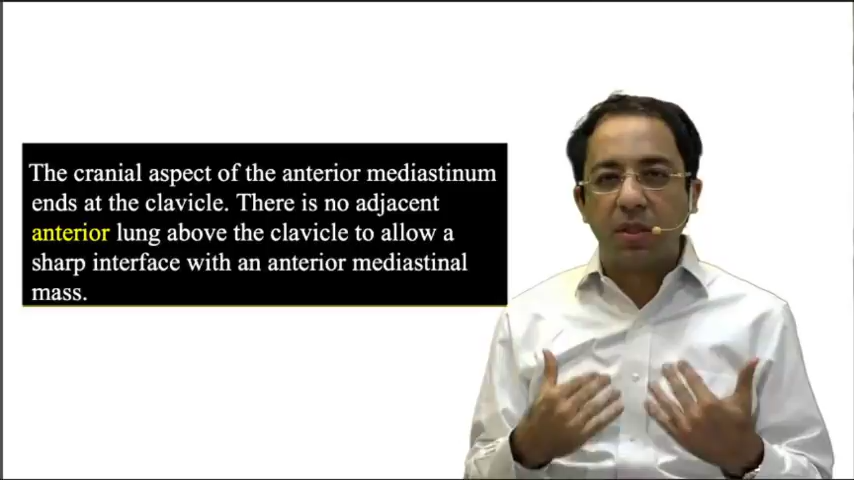 The cranial aspect of the anterior mediastinum
ends at the clavicle. There is no adjacent
anterior lung above the clavicle to allow a
sharp interface with an anterior mediastinal
mass.